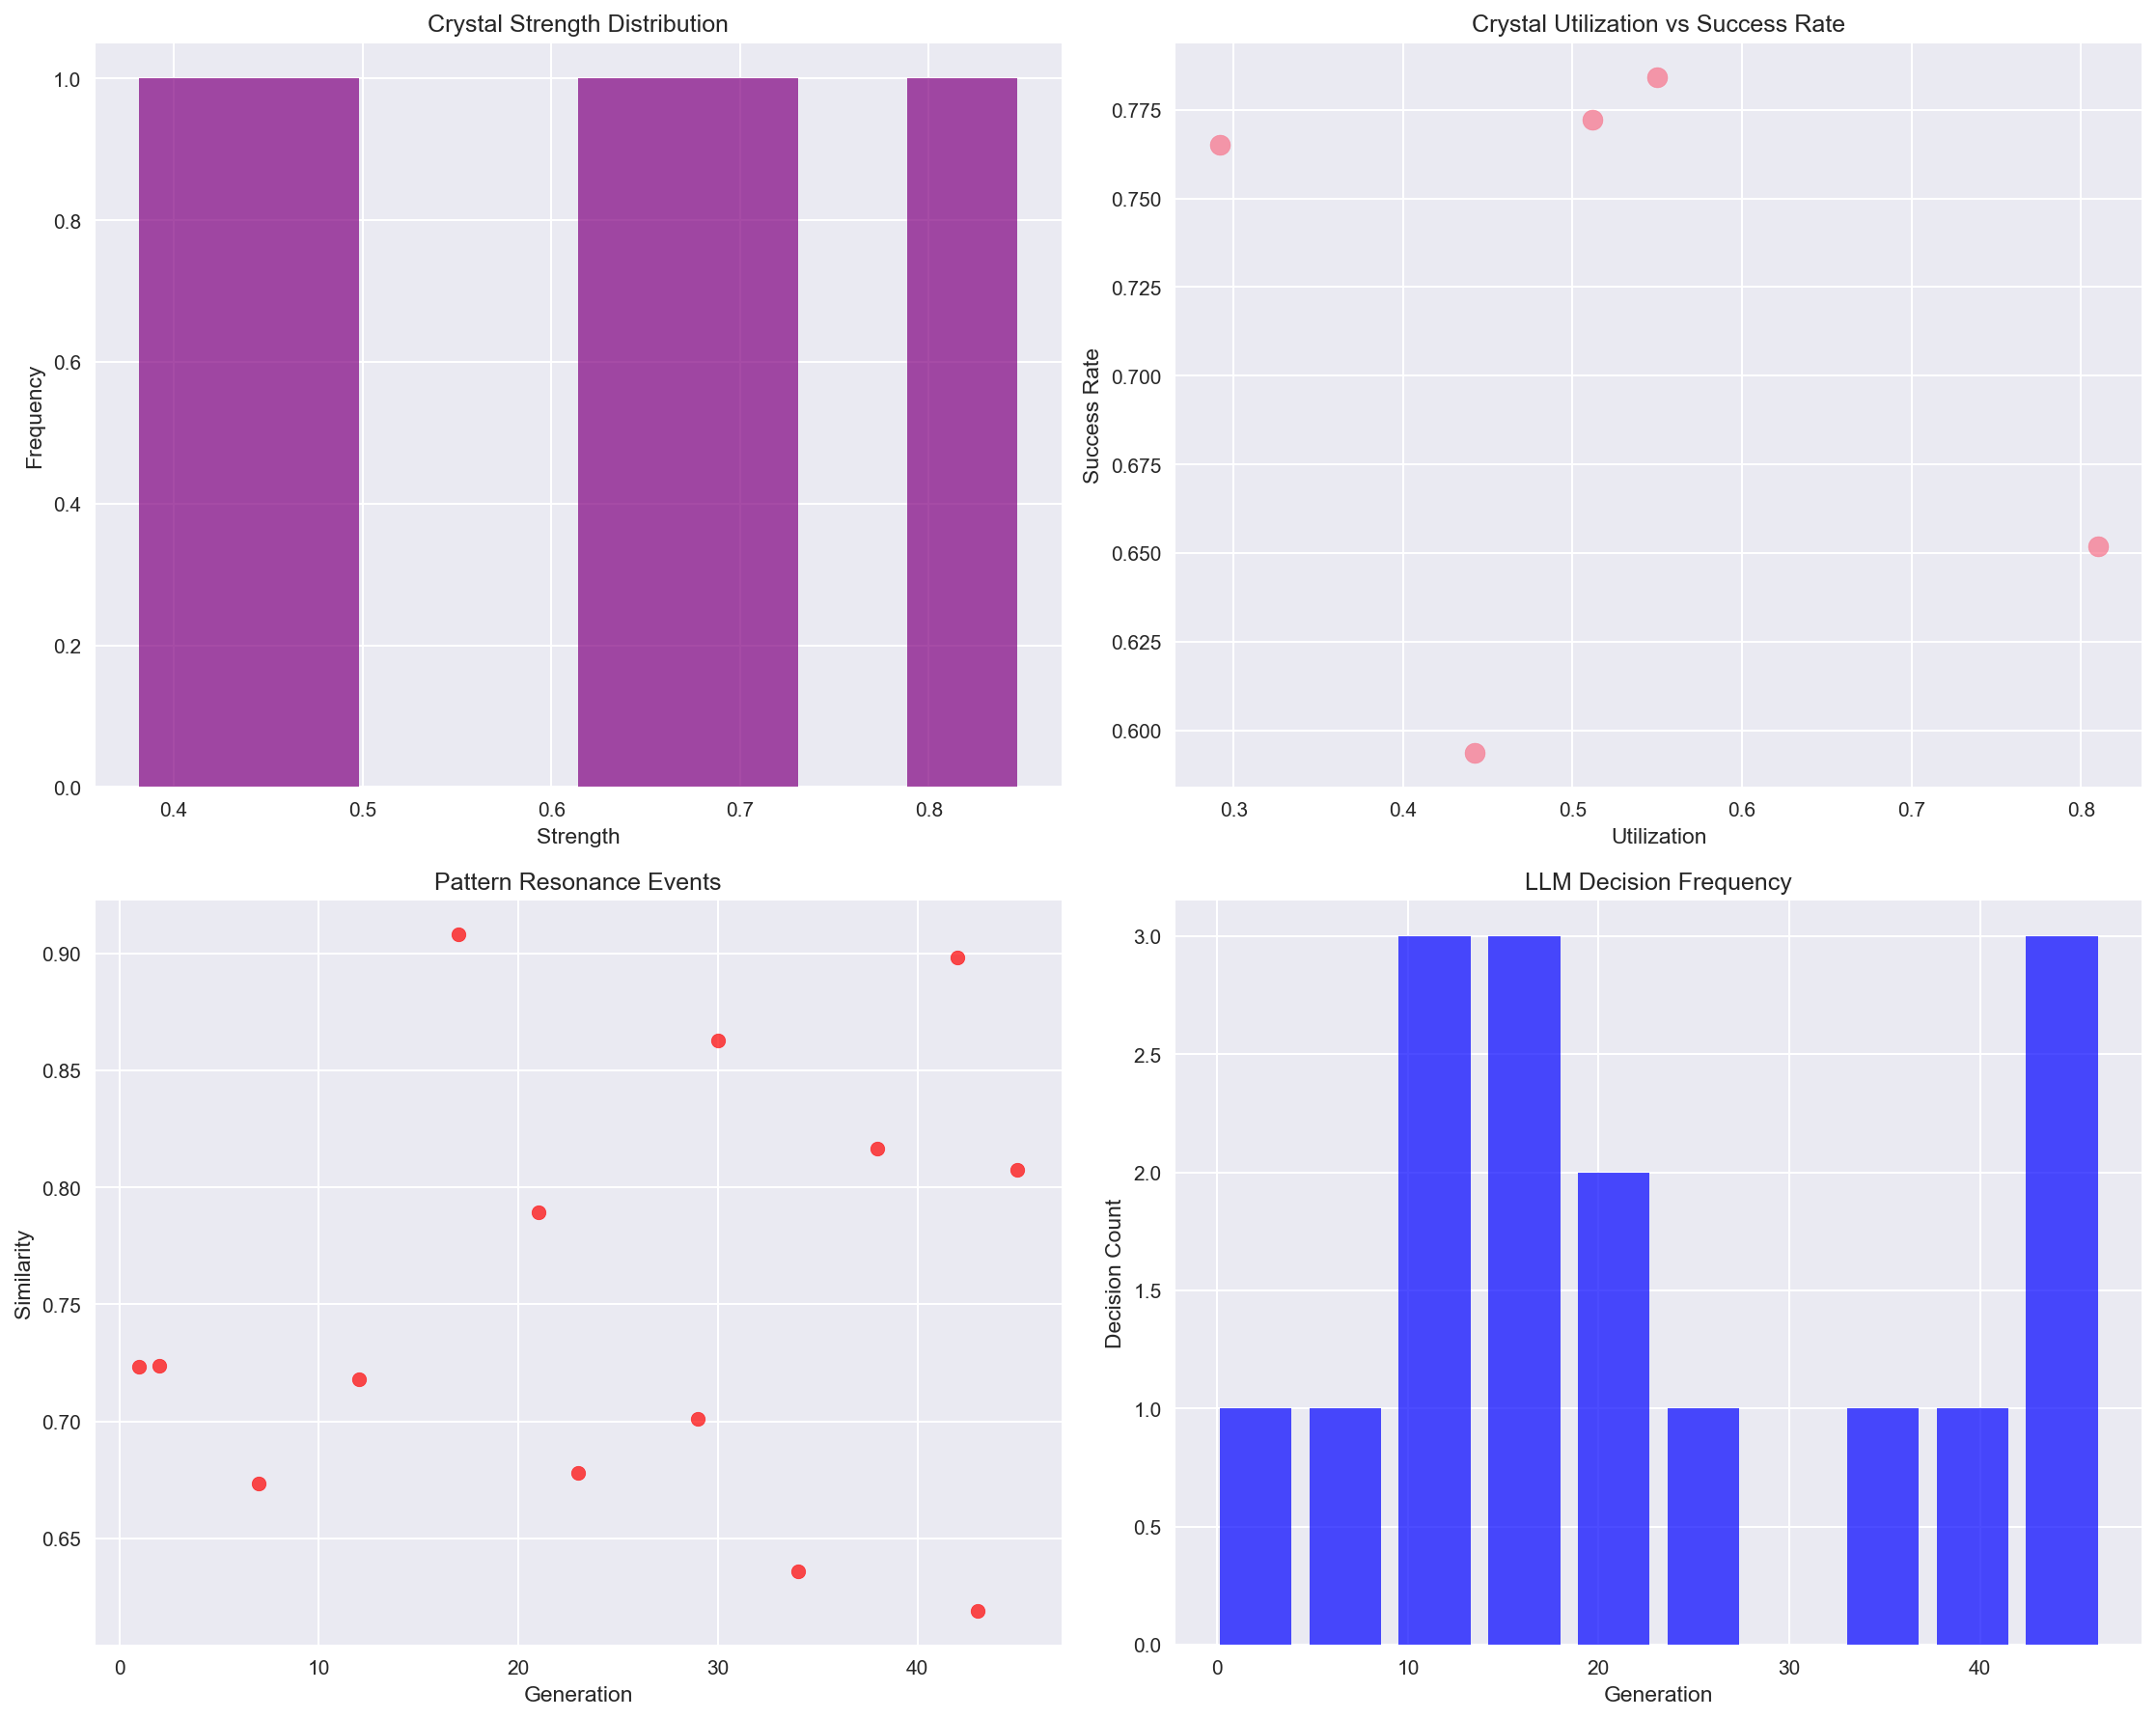 Crystal Strength Distribution
1.0
0.8
0.6
0.4
0.2
0.0
Frequency
0.4 0.5 0.6 0.7 0.8
Strength
Crystal Utilization vs Success Rate
0.775
0.750
0.725
0.700
0.675
0.650
0.625
0.600
Success Rate
0.3 0.4 0.5 0.6 0.7 0.8
Utilization
Pattern Resonance Events
0.90
0.85
0.80
0.75
0.70
0.65
Similarity
0 10 20 30 40
Generation
LLM Decision Frequency
3.0
2.5
2.0
1.5
1.0
0.5
0.0
Decision Count
0 10 20 30 40
Generation